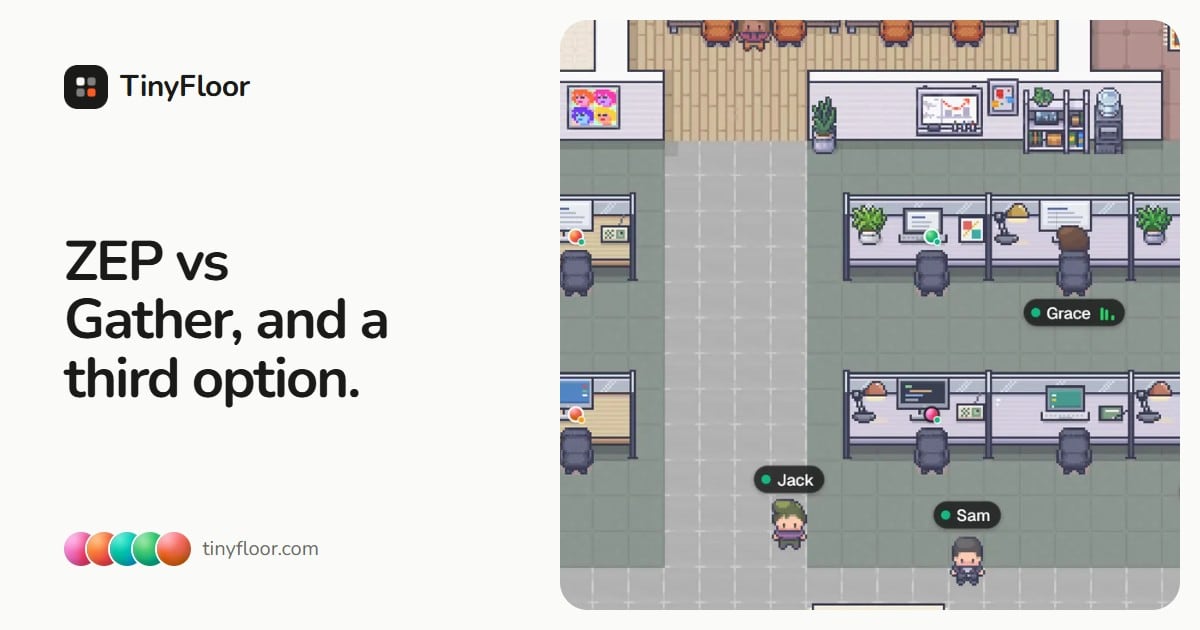 TinyFloor
ZEP vs
Gather, and a
third option.
tinyfloor.com
Grace
Jack
Sam